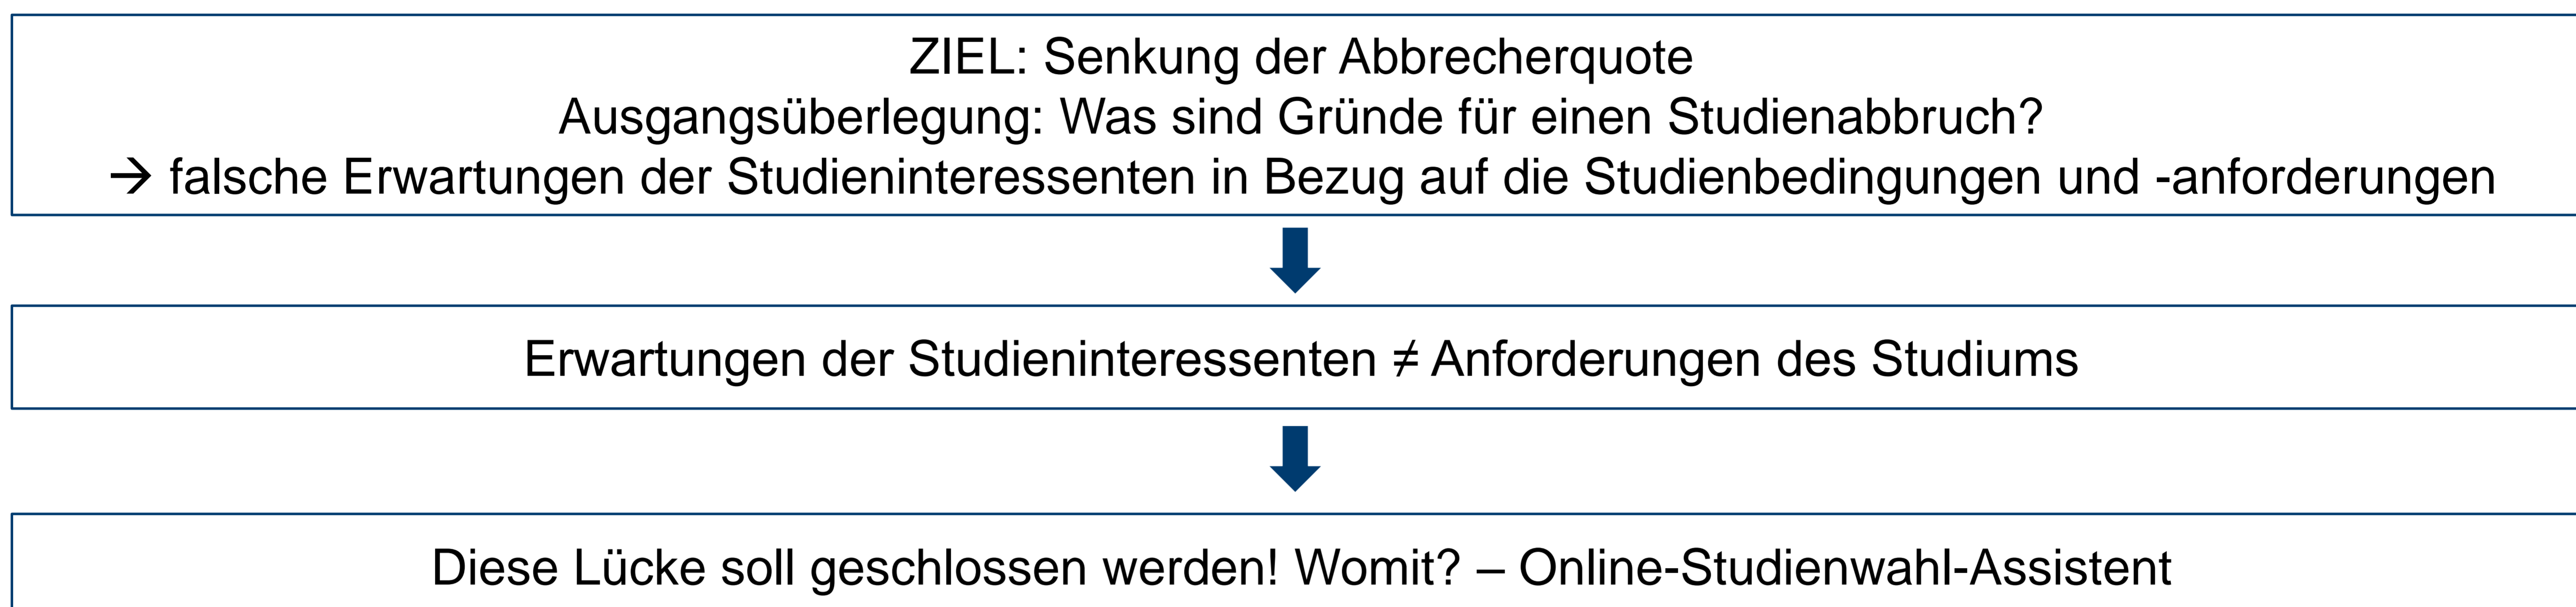 ZIEL: Senkung der Abbrecherquote
Ausgangsüberlegung: Was sind Gründe für einen Studienabbruch?
→ falsche Erwartungen der Studieninteressenten in Bezug auf die Studienbedingungen und -anforderungen
Erwartungen der Studieninteressenten ≠ Anforderungen des Studiums
Diese Lücke soll geschlossen werden! Womit? – Online-Studienwahl-Assistent